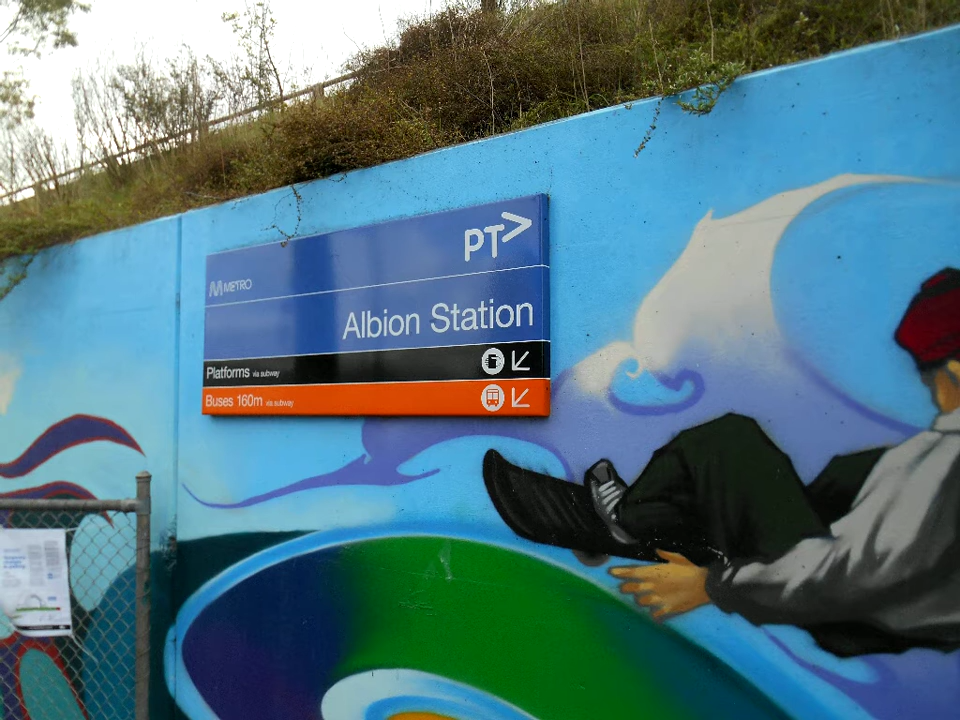 PT>
M METRO
Albion Station
Platforms via subway
Buses 160m via subway